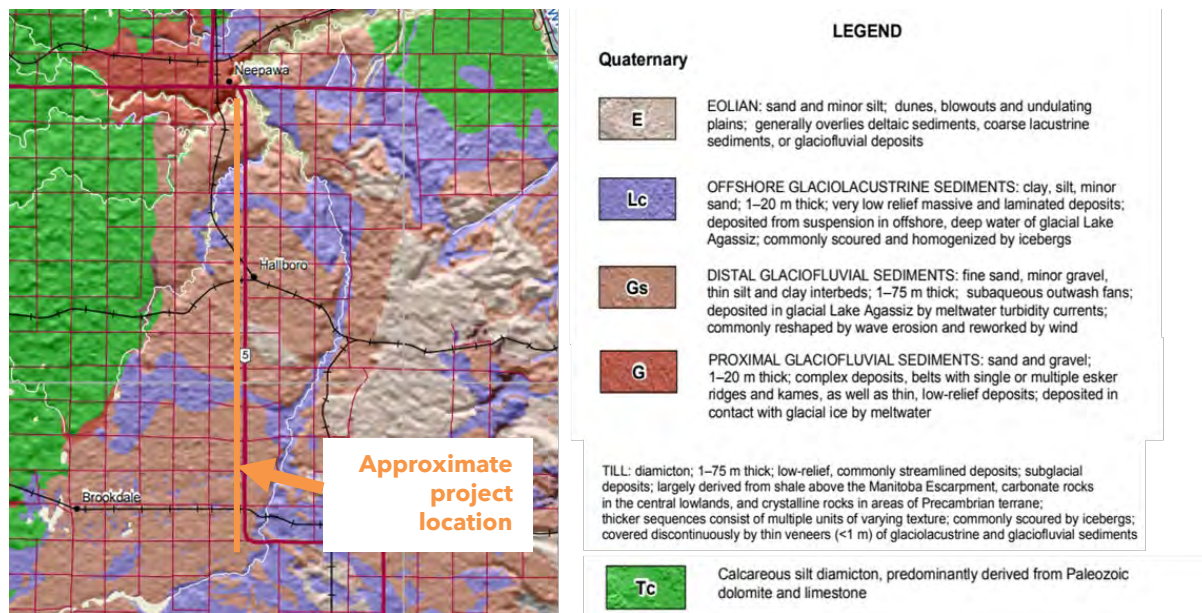 Neepawa
Hallboro
5
Brookdale
Approximate
project
location
LEGEND
Quaternary
E
EOLIAN: sand and minor silt; dunes, blowouts and undulating
plains; generally overlies deltaic sediments, coarse lacustrine
sediments, or glaciofluvial deposits
Lc
OFFSHORE GLACIOLACUSTRINE SEDIMENTS: clay, silt, minor
sand; 1–20 m thick; very low relief massive and laminated deposits;
deposited from suspension in offshore, deep water of glacial Lake
Agassiz; commonly scoured and homogenized by icebergs
Gs
DISTAL GLACIOFLUVIAL SEDIMENTS: fine sand, minor gravel,
thin silt and clay interbeds; 1–75 m thick; subaqueous outwash fans;
deposited in glacial Lake Agassiz by meltwater turbidity currents;
commonly reshaped by wave erosion and reworked by wind
G
PROXIMAL GLACIOFLUVIAL SEDIMENTS: sand and gravel;
1–20 m thick; complex deposits, belts with single or multiple esker
ridges and kames, as well as thin, low-relief deposits; deposited in
contact with glacial ice by meltwater
TILL: diamicton; 1–75 m thick; low-relief, commonly streamlined deposits; subglacial
deposits; largely derived from shale above the Manitoba Escarpment, carbonate rocks
in the central lowlands, and crystalline rocks in areas of Precambrian terrane;
thicker sequences consist of multiple units of varying texture; commonly scoured by icebergs;
covered discontinuously by thin veneers (<1 m) of glaciolacustrine and glaciofluvial sediments
Tc
Calcareous silt diamicton, predominantly derived from Paleozoic
dolomite and limestone